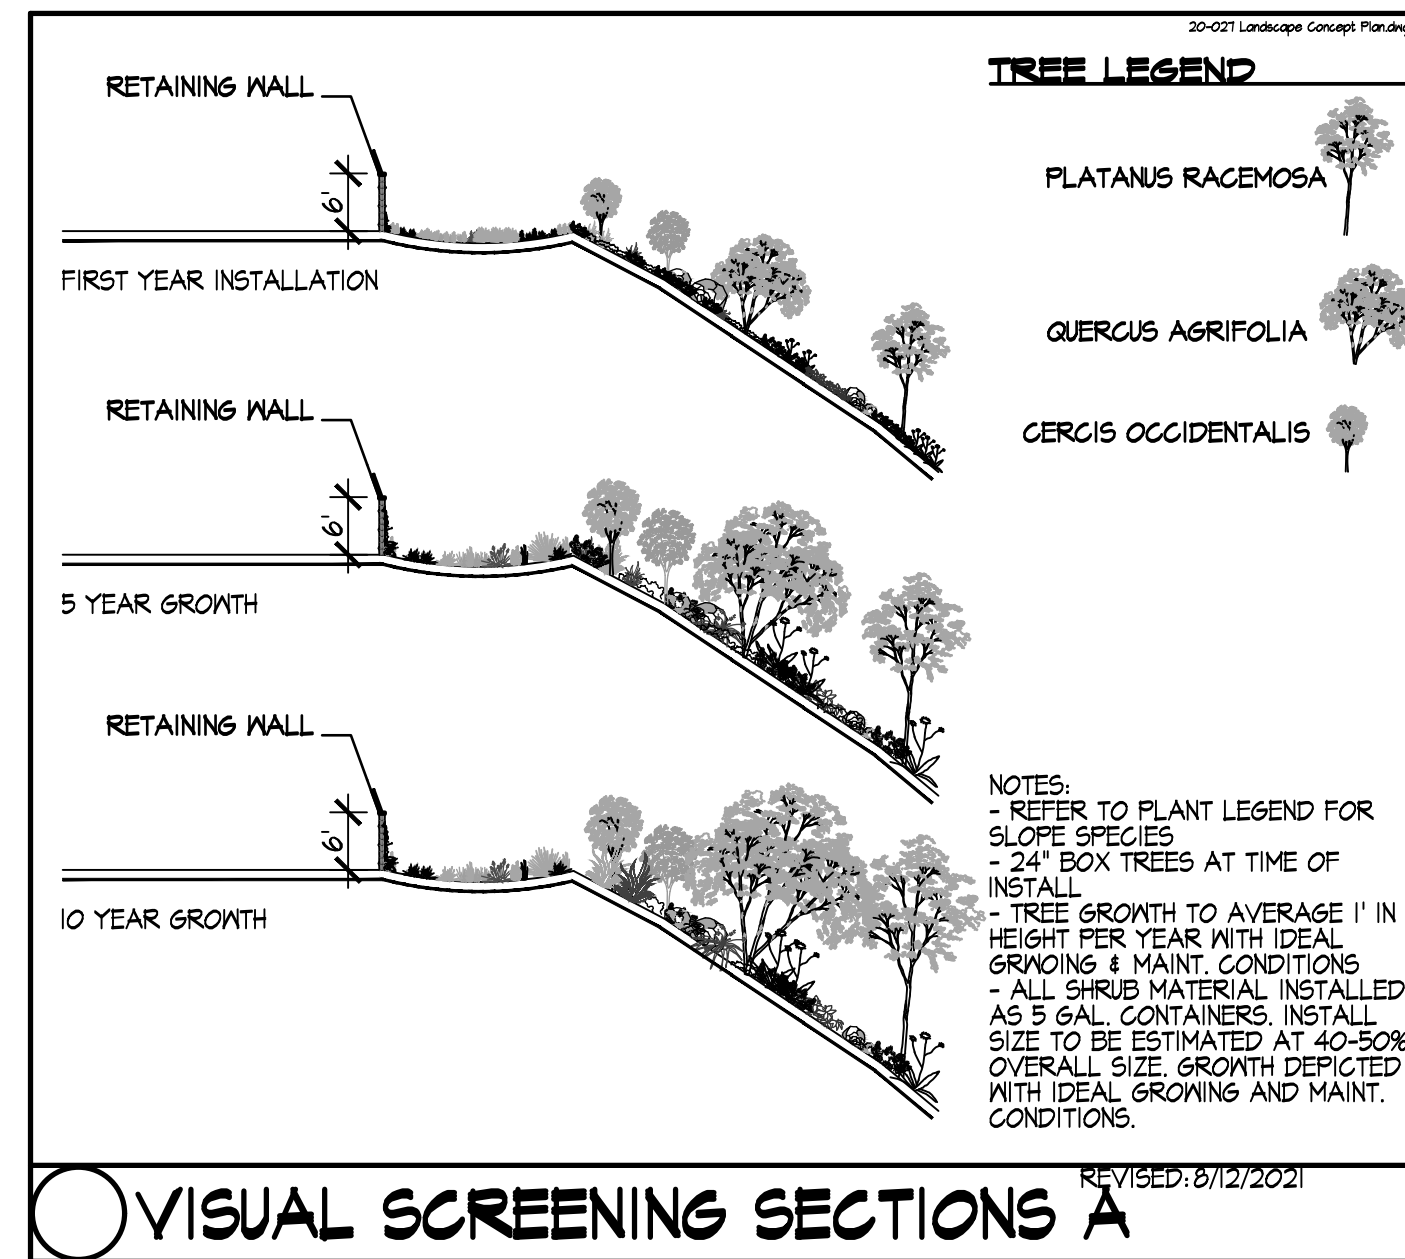 20-027 Landscape Concept Plan.dwg
TREE LEGEND
RETAINING WALL
PLATANUS RACEMOSA
6'
FIRST YEAR INSTALLATION
QUERCUS AGRIFOLIA
RETAINING WALL
CERCIS OCCIDENTALIS
6'
5 YEAR GROWTH
RETAINING WALL
6'
10 YEAR GROWTH
NOTES:
- REFER TO PLANT LEGEND FOR
SLOPE SPECIES
- 24" BOX TREES AT TIME OF
INSTALL
- TREE GROWTH TO AVERAGE 1' IN
HEIGHT PER YEAR WITH IDEAL
GRWOING & MAINT. CONDITIONS
- ALL SHRUB MATERIAL INSTALLED
AS 5 GAL. CONTAINERS. INSTALL
SIZE TO BE ESTIMATED AT 40-50%
OVERALL SIZE. GROWTH DEPICTED
WITH IDEAL GROWING AND MAINT.
CONDITIONS.
REVISED: 8/12/2021
VISUAL SCREENING SECTIONS A